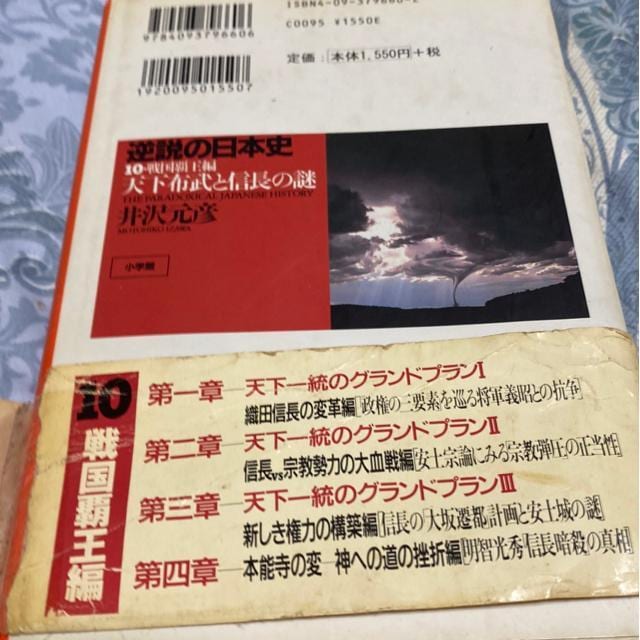 ISBN4-09-379660-2
C0095 ¥1550E
9784093796606
定価:本体1,550円+税
1920095015507
逆説の日本史
10・戦国覇王編
天下布武と信長の謎
THE PARADOXICAL JAPANESE HISTORY
井沢元彦
MOTOHIKO IZAWA
小学館
10 戦国覇王編
第一章 天下一統のグランドプランⅠ
織田信長の変革編[政権の三要素を巡る将軍義昭との抗争]
第二章 天下一統のグランドプランⅡ
信長vs宗教勢力の大血戦編[安土宗論にみる宗教弾圧の正当性]
第三章 天下一統のグランドプランⅢ
新しき権力の構築編[信長の「大坂遷都」計画と安土城の謎]
第四章 本能寺の変 神への道の挫折編[明智光秀「信長暗殺」の真相]